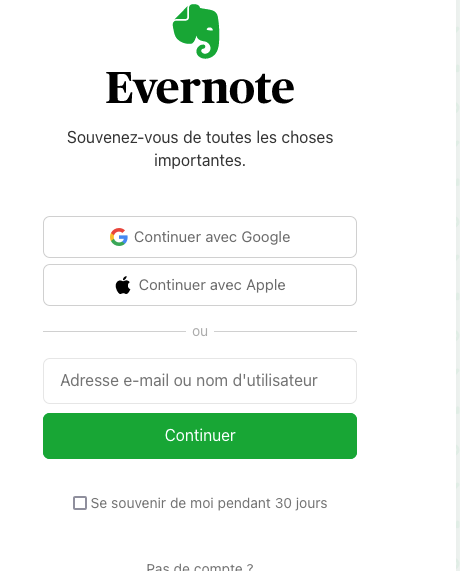 Evernote
Souvenez-vous de toutes les choses
importantes.
Continuer avec Google
Continuer avec Apple
ou
Adresse e-mail ou nom d'utilisateur
Continuer
Se souvenir de moi pendant 30 jours
Pas de compte ?